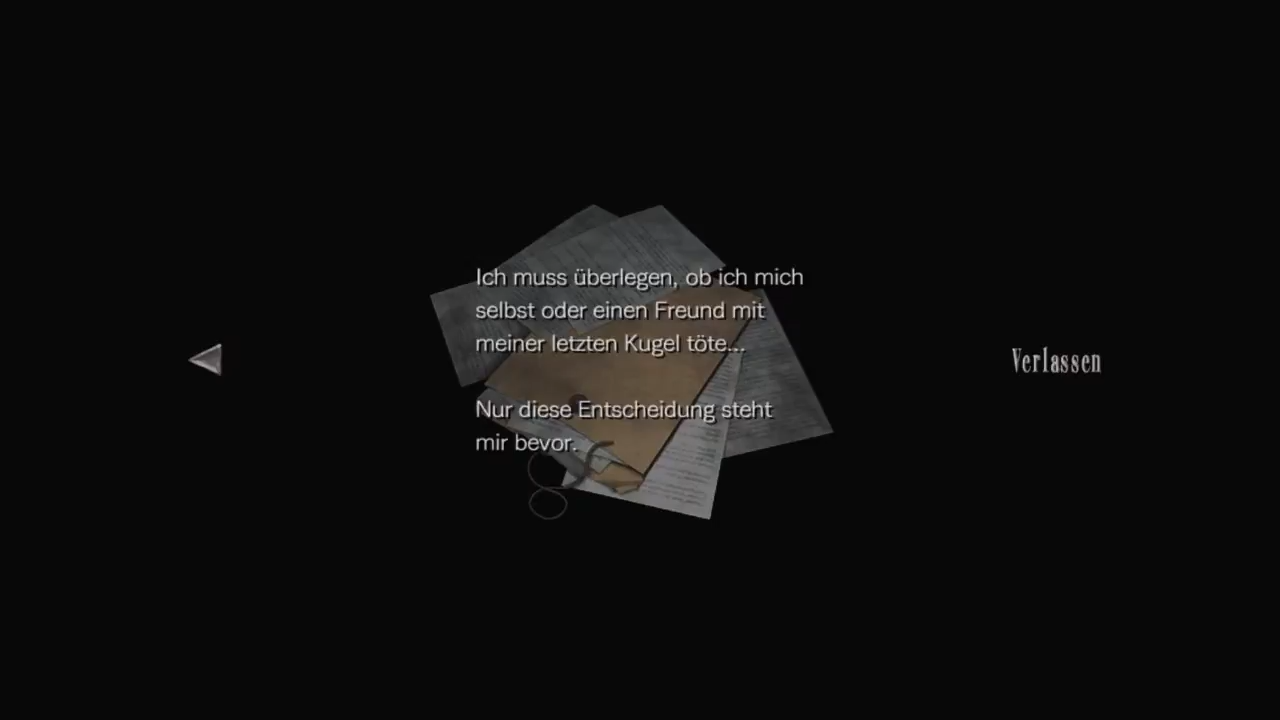 Ich muss überlegen, ob ich mich
selbst oder einen Freund mit
meiner letzten Kugel töte...
Nur diese Entscheidung steht
mir bevor.
Verlassen